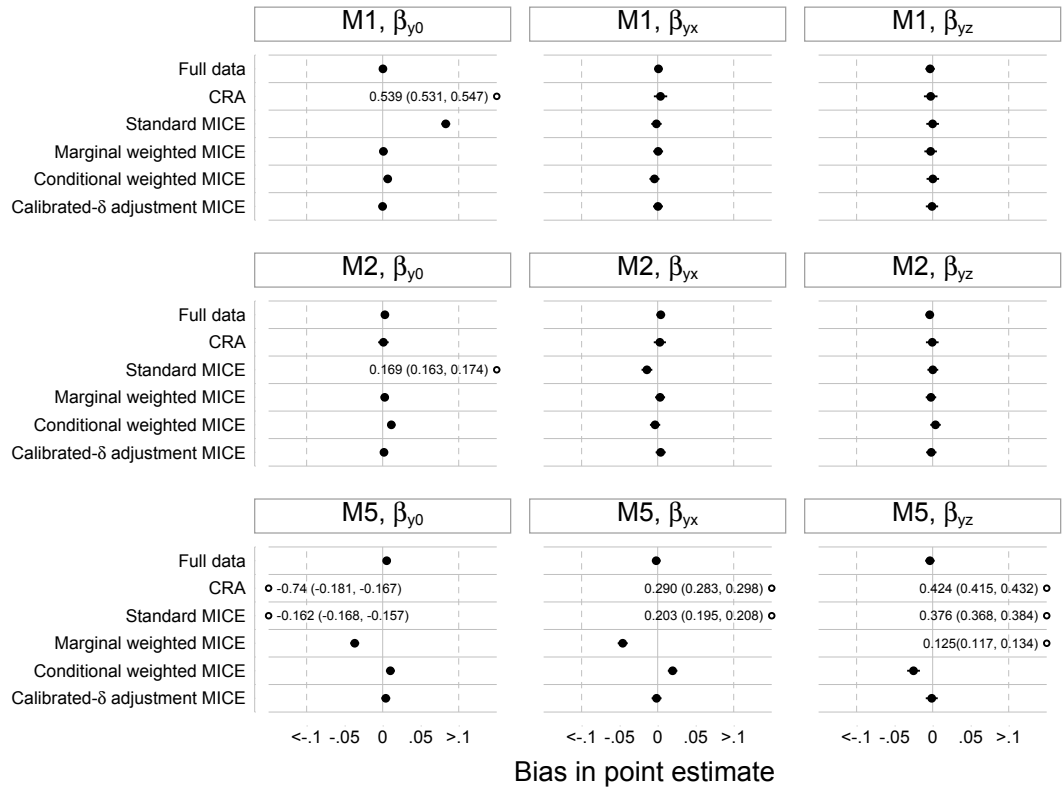 M1, βy0 M1, βyx M1, βyz
Full data
CRA 0.539 (0.531, 0.547)
Standard MICE
Marginal weighted MICE
Conditional weighted MICE
Calibrated-δ adjustment MICE
M2, βy0 M2, βyx M2, βyz
Full data
CRA
Standard MICE 0.169 (0.163, 0.174)
Marginal weighted MICE
Conditional weighted MICE
Calibrated-δ adjustment MICE
M5, βy0 M5, βyx M5, βyz
Full data
CRA -0.74 (-0.181, -0.167) 0.290 (0.283, 0.298) 0.424 (0.415, 0.432)
Standard MICE -0.162 (-0.168, -0.157) 0.203 (0.195, 0.208) 0.376 (0.368, 0.384)
Marginal weighted MICE 0.125(0.117, 0.134)
Conditional weighted MICE
Calibrated-δ adjustment MICE
<-.1 -.05 0 .05 >.1 <-.1 -.05 0 .05 >.1 <-.1 -.05 0 .05 >.1
Bias in point estimate